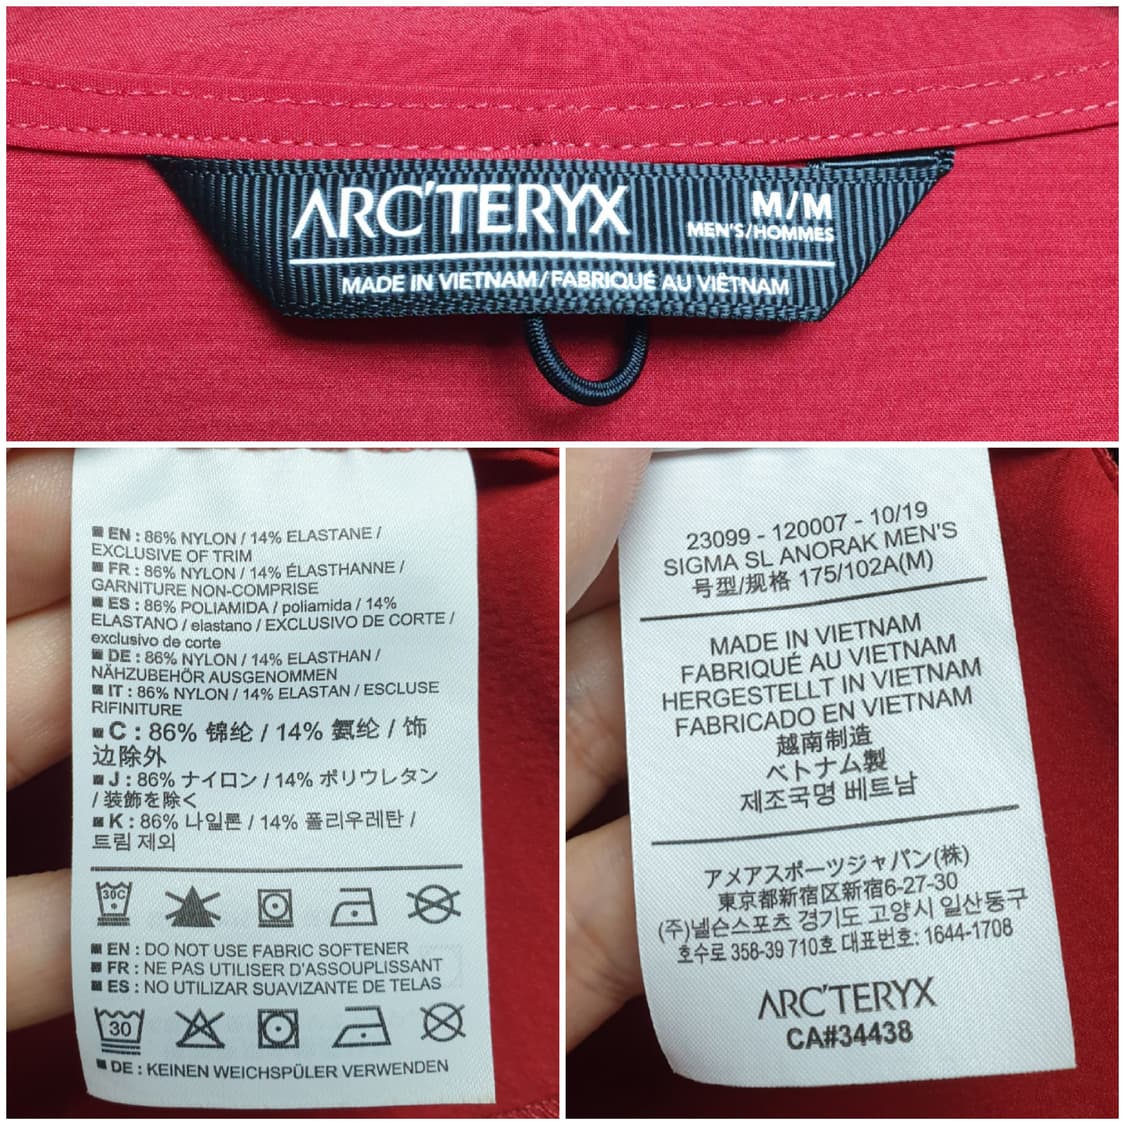 ARC'TERYX
M/M
MEN'S/HOMMES
MADE IN VIETNAM/FABRIQUÉ AU VIÊTNAM
EN : 86% NYLON / 14% ELASTANE /
EXCLUSIVE OF TRIM
FR : 86% NYLON / 14% ÉLASTHANNE /
GARNITURE NON-COMPRISE
ES : 86% POLIAMIDA / poliamida / 14%
ELASTANO / elastano / EXCLUSIVO DE CORTE /
exclusivo de corte
DE : 86% NYLON / 14% ELASTHAN /
NÄHZUBEHÖR AUSGENOMMEN
IT : 86% NYLON / 14% ELASTAN / ESCLUSE
RIFINITURE
C : 86% 锦纶 / 14% 氨纶 / 饰
边除外
J : 86% ナイロン / 14% ポリウレタン
/ 装飾を除く
K : 86% 나일론 / 14% 폴리우레탄 /
트림 제외
30C
EN : DO NOT USE FABRIC SOFTENER
FR : NE PAS UTILISER D'ASSOUPLISSANT
ES : NO UTILIZAR SUAVIZANTE DE TELAS
30
DE : KEINEN WEICHSPÜLER VERWENDEN
23099 - 120007 - 10/19
SIGMA SL ANORAK MEN'S
号型/规格 175/102A(M)
MADE IN VIETNAM
FABRIQUÉ AU VIETNAM
HERGESTELLT IN VIETNAM
FABRICADO EN VIETNAM
越南制造
ベトナム製
제조국명 베트남
アメアスポーツジャパン(株)
東京都新宿区新宿6-27-30
(주)넬슨스포츠 경기도 고양시 일산동구
호수로 358-39 710호 대표번호: 1644-1708
ARC'TERYX
CA#34438